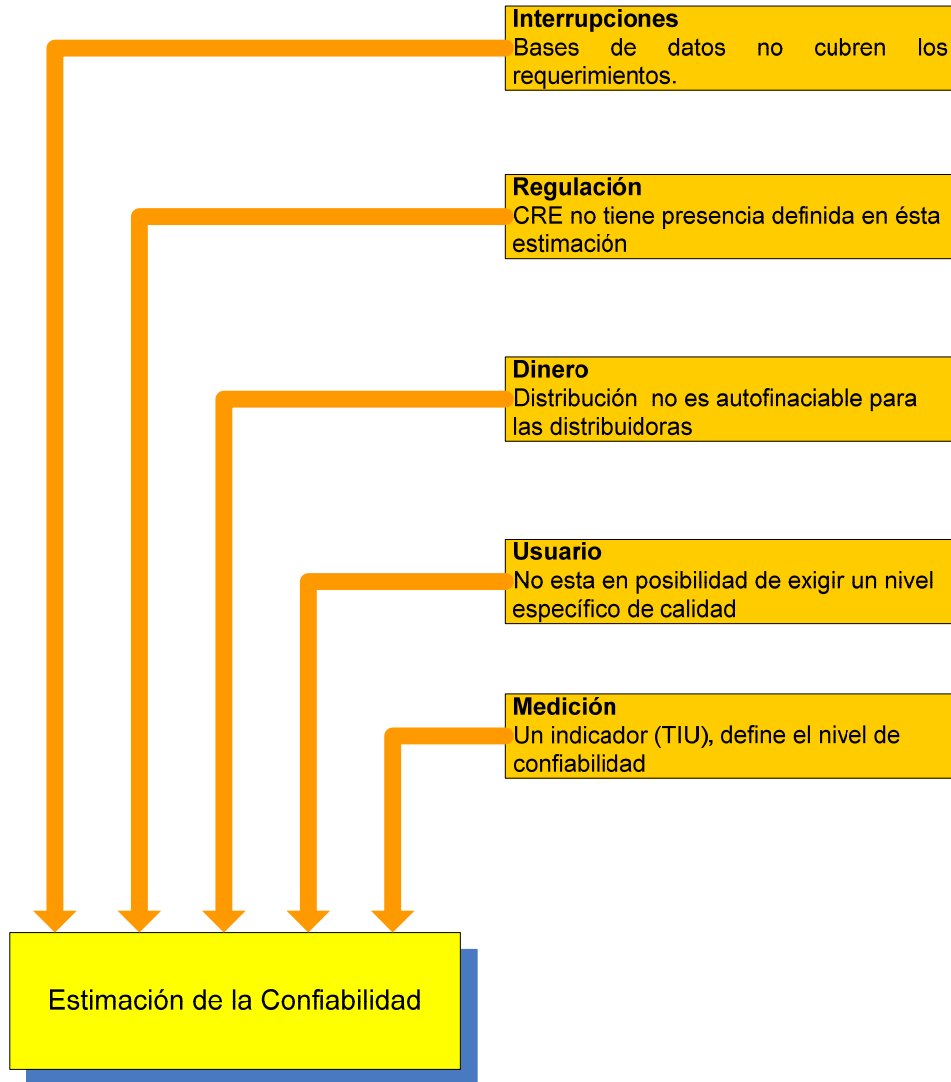 Interrupciones
Bases de datos no cubren los
requerimientos.
Regulación
CRE no tiene presencia definida en ésta
estimación
Dinero
Distribución no es autofinaciable para
las distribuidoras
Usuario
No esta en posibilidad de exigir un nivel
específico de calidad
Medición
Un indicador (TIU), define el nivel de
confiabilidad
Estimación de la Confiabilidad